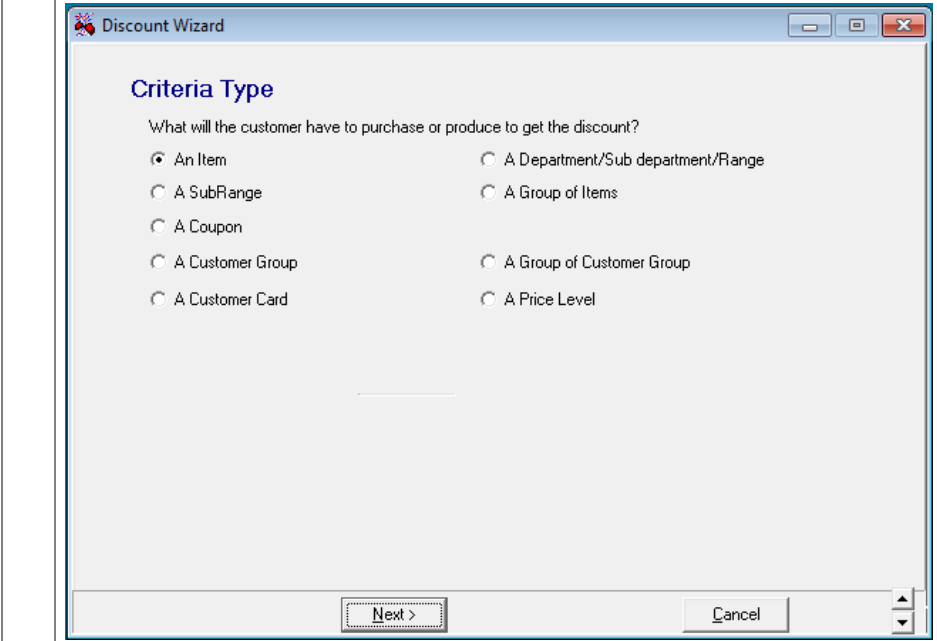 Discount Wizard
Criteria Type
What will the customer have to purchase or produce to get the discount?
An Item
A Department/Sub department/Range
A SubRange
A Group of Items
A Coupon
A Customer Group
A Group of Customer Group
A Customer Card
A Price Level
Next >
Cancel